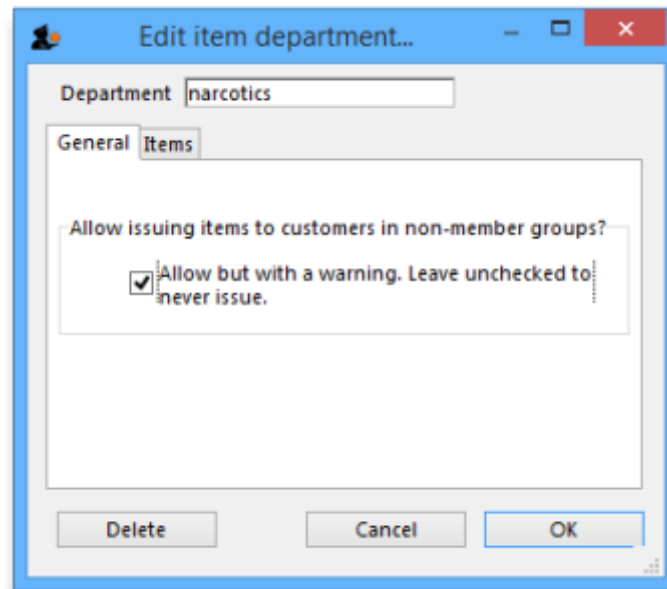 Edit item department...
Department narcotics
General Items
Allow issuing items to customers in non-member groups?
Allow but with a warning. Leave unchecked to
never issue.
Delete Cancel OK